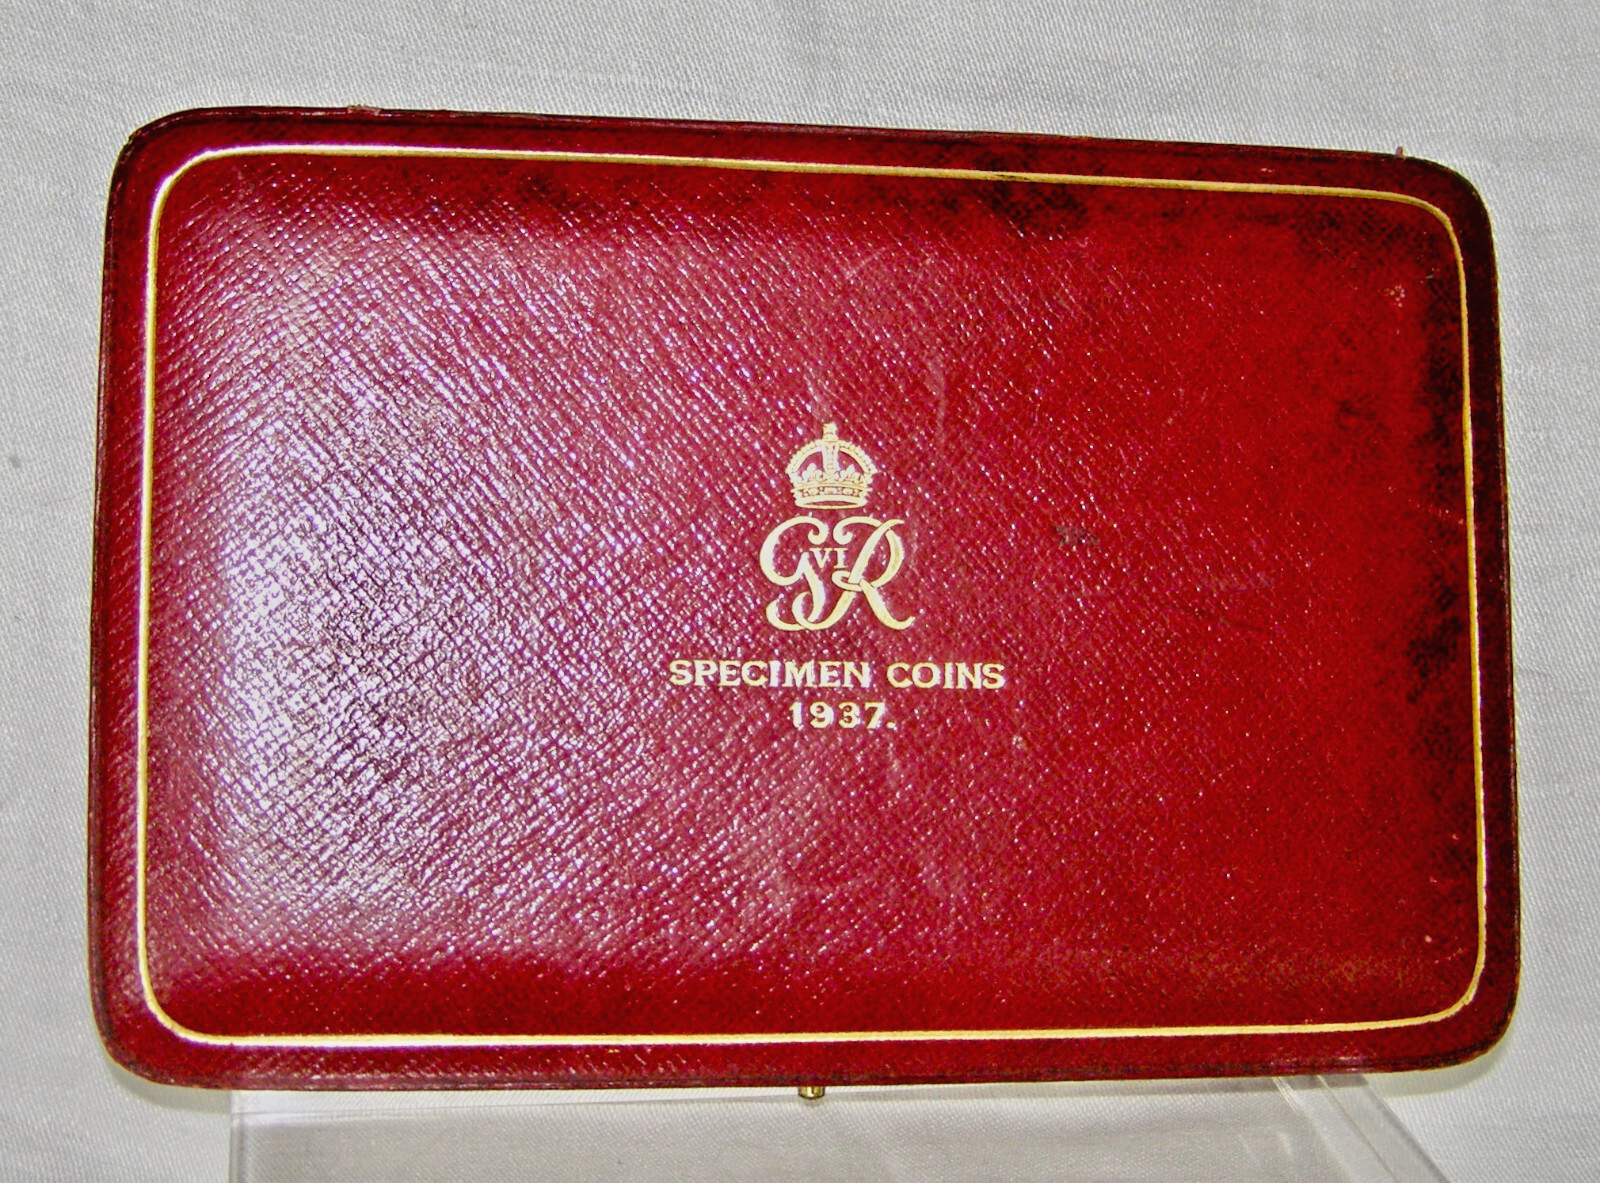 GVIR
SPECIMEN COINS
1937.